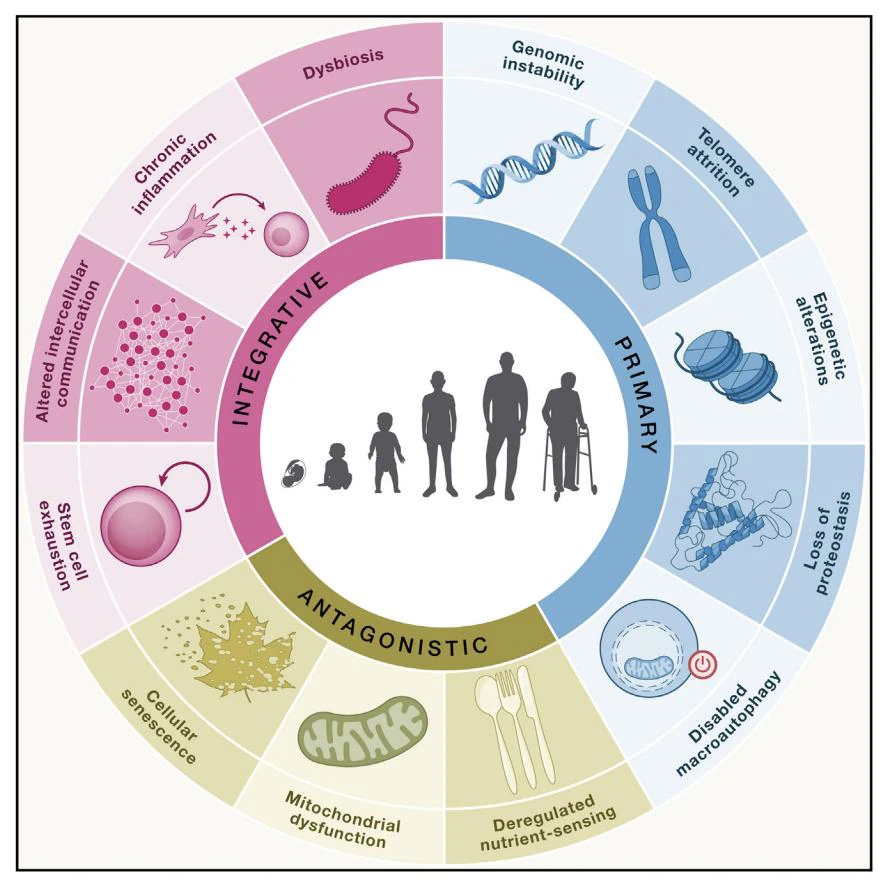 Dysbiosis
Genomic
instability
Telomere
attrition
Epigenetic
alterations
Loss of
proteostasis
Disabled
macroautophagy
Deregulated
nutrient-sensing
Mitochondrial
dysfunction
Cellular
senescence
Stem cell
exhaustion
Altered intercellular
communication
Chronic
inflammation
INTEGRATIVE
PRIMARY
ANTAGONISTIC